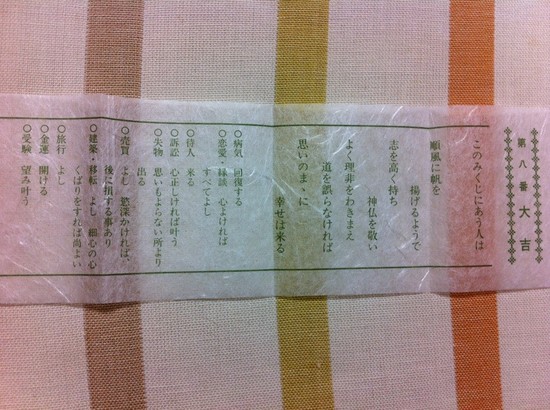 第八番 大吉
このみくじにあう人は
順風に帆を
揚げるようで
志を高く持ち
神仏を敬い
よく理非をわきまえ
道を誤らなければ
思いのまゝに
幸せは来る
○病気 回復する
○恋愛・縁談 心よければ
すべてよし
○待人 来る
○訴訟 心正しければ叶う
○失物 思いもよらない所より
出る
○売買 よし 慾深かければ、
後に損する事あり
○建築・移転 よし 細心の心
くばりをすれば尚よい
○旅行 よし
○金運 開ける
○受験 望み叶う